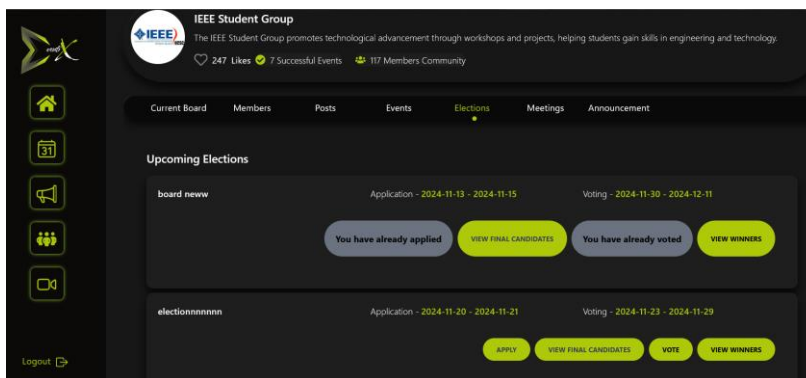 IEEE Student Group
IEEE
The IEEE Student Group promotes technological advancement through workshops and projects, helping students gain skills in engineering and technology.
247 Likes 7 Successful Events 117 Members Community
Current Board Members Posts Events Elections Meetings Announcement
31
Upcoming Elections
board neww Application - 2024-11-13 - 2024-11-15 Voting - 2024-11-30 - 2024-12-11
You have already applied VIEW FINAL CANDIDATES You have already voted VIEW WINNERS
electionnnnnn Application - 2024-11-20 - 2024-11-21 Voting - 2024-11-23 - 2024-11-29
APPLY VIEW FINAL CANDIDATES VOTE VIEW WINNERS
Logout